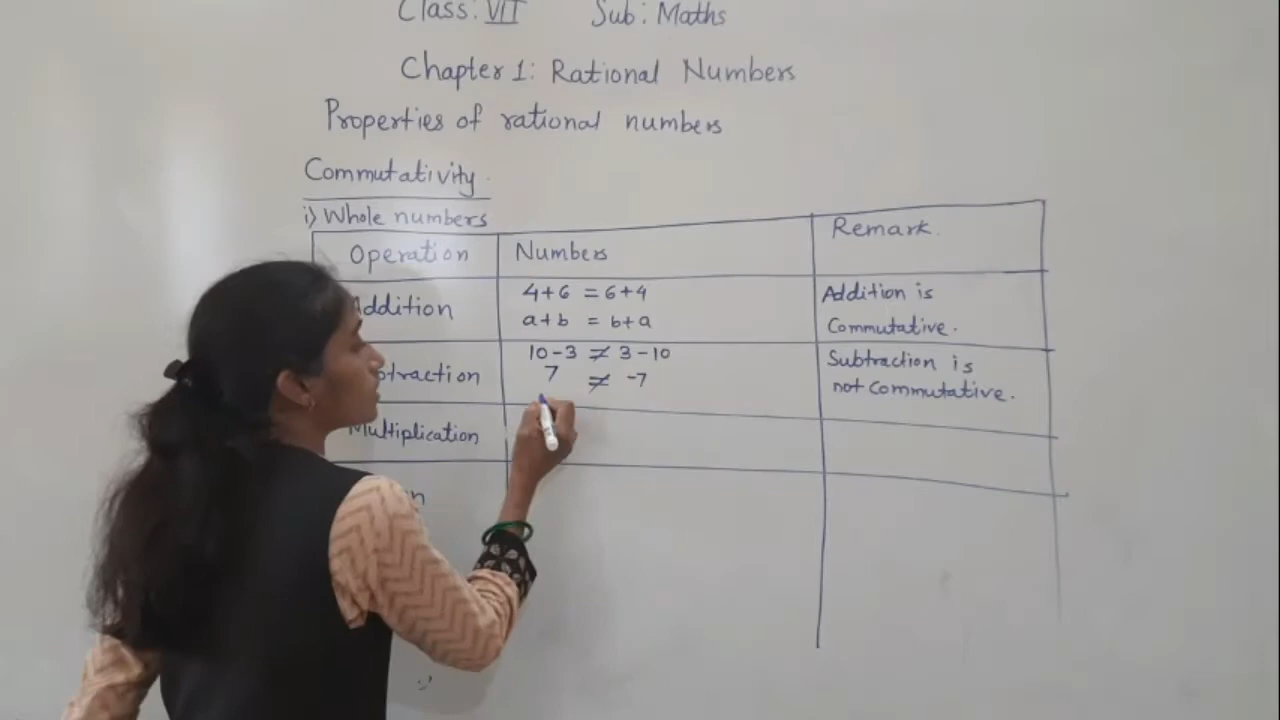 Class: VII Sub: Maths
Chapter 1: Rational Numbers
Properties of rational numbers
Commutativity.
i) Whole numbers
Operation Numbers Remark.
Addition 4+6 = 6+4 Addition is
a+b = b+a Commutative.
10-3 ≠ 3-10 Subtraction is
7 ≠ -7 not Commutative.
Multiplication